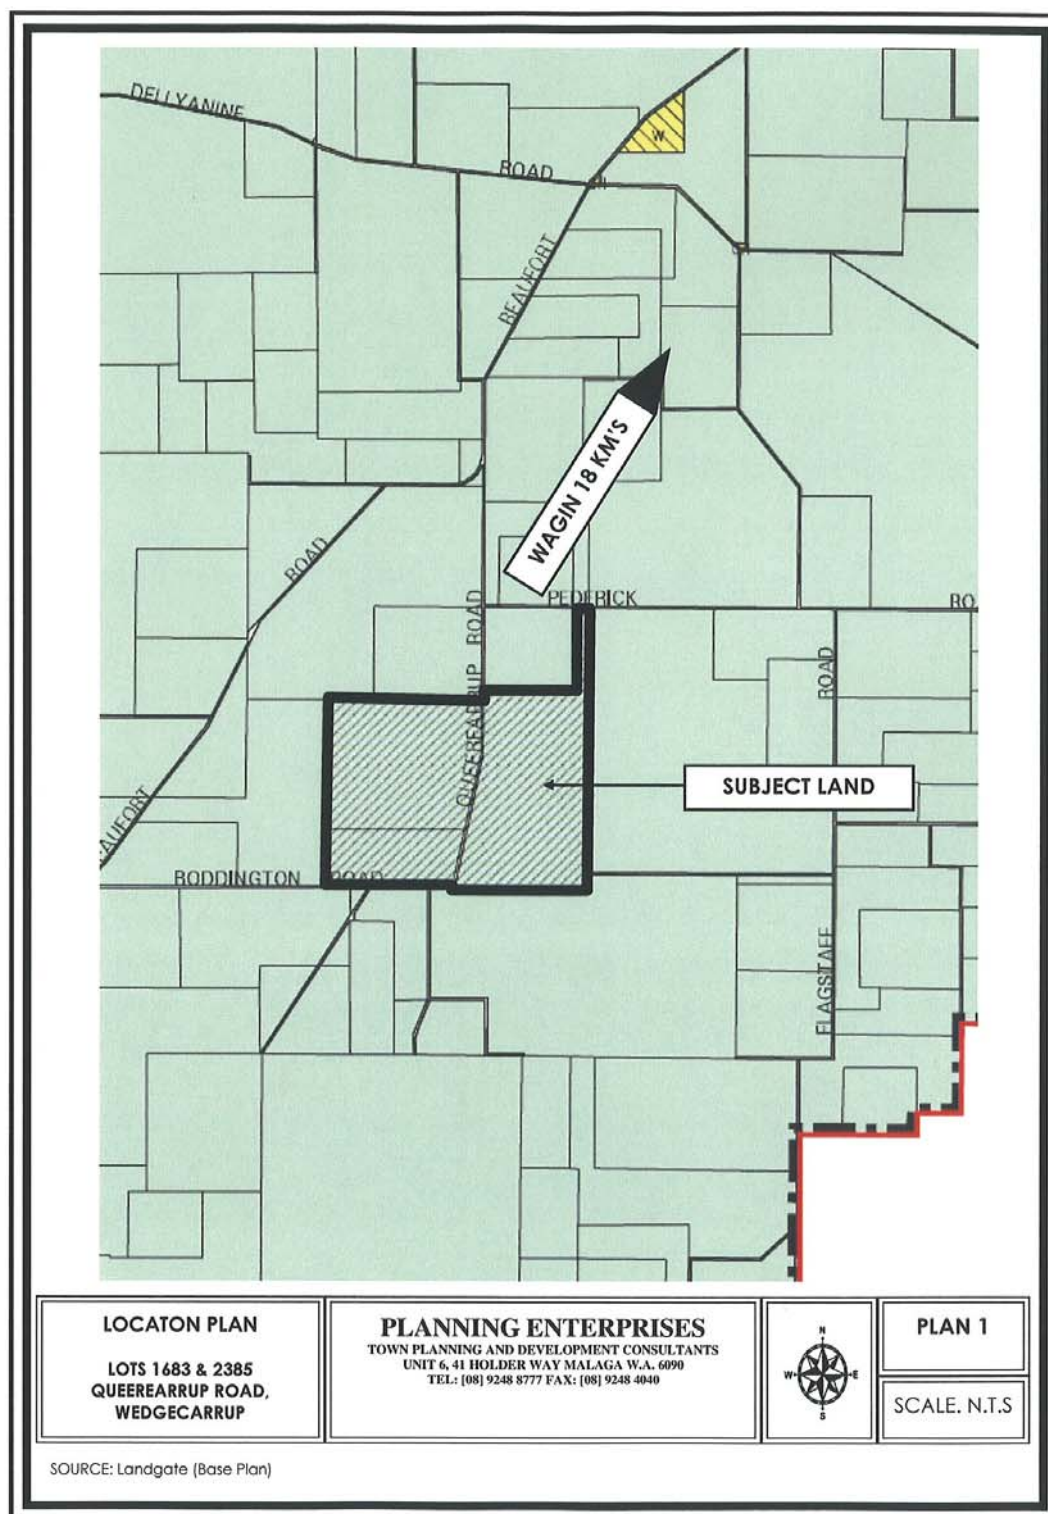 DELLYANINE
ROAD
W
BEAUFORT
WAGIN 18 KM'S
ROAD
PEDERICK
RO
QUEEREARRUP ROAD
ROAD
SUBJECT LAND
EAUFORT
BODDINGTON ROAD
FLAGSTAFF
LOCATON PLAN
LOTS 1683 & 2385
QUEEREARRUP ROAD,
WEDGECARRUP
PLANNING ENTERPRISES
TOWN PLANNING AND DEVELOPMENT CONSULTANTS
UNIT 6, 41 HOLDER WAY MALAGA W.A. 6090
TEL: [08] 9248 8777 FAX: [08] 9248 4040
N
W E
S
PLAN 1
SCALE. N.T.S
SOURCE: Landgate (Base Plan)